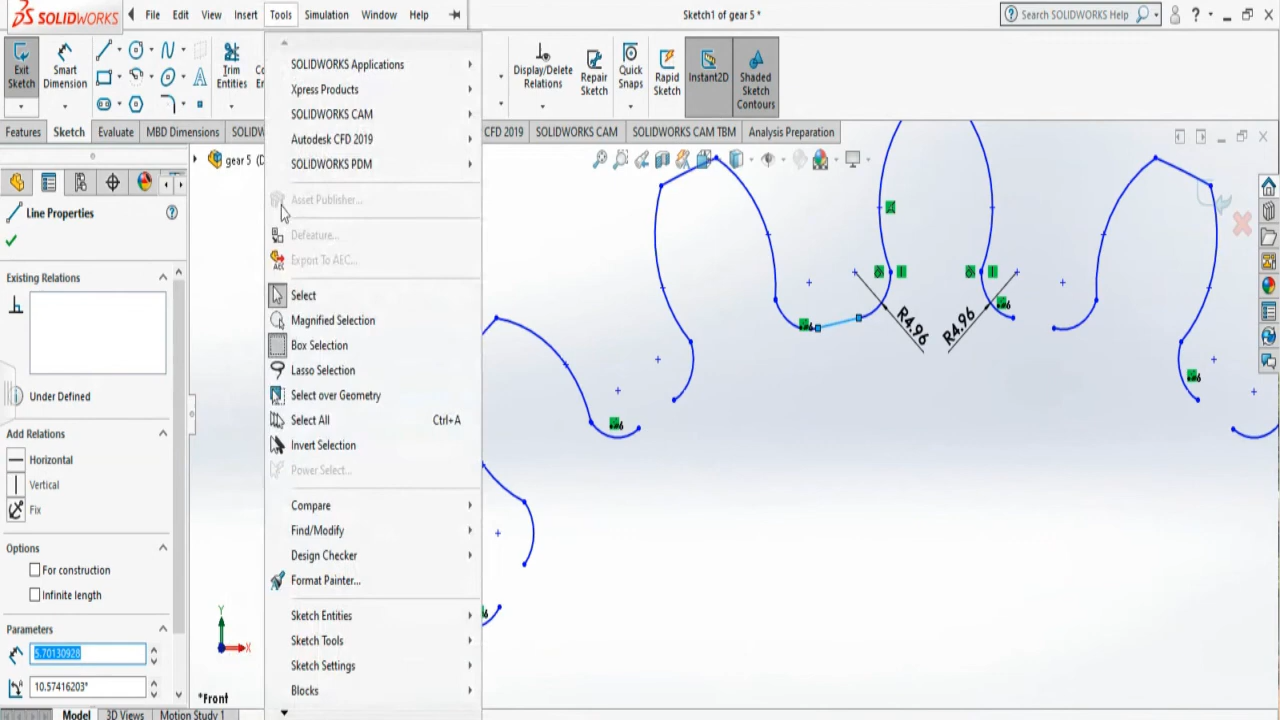 SOLIDWORKS File Edit View Insert Tools Simulation Window Help Sketch1 of gear 5 * Search SOLIDWORKS Help
Exit Sketch
Smart Dimension
Trim Entities
Display/Delete Relations
Repair Sketch
Quick Snaps
Rapid Sketch
Instant2D
Shaded Sketch Contours
Features Sketch Evaluate MBD Dimensions SOLIDW CFD 2019 SOLIDWORKS CAM SOLIDWORKS CAM TBM Analysis Preparation
gear 5 (D
Line Properties
Existing Relations
Under Defined
Add Relations
Horizontal
Vertical
Fix
Options
For construction
Infinite length
Parameters
5.70130928
10.57416203°
SOLIDWORKS Applications
Xpress Products
SOLIDWORKS CAM
Autodesk CFD 2019
SOLIDWORKS PDM
Asset Publisher...
Defeature...
Export To AEC...
Select
Magnified Selection
Box Selection
Lasso Selection
Select over Geometry
Select All Ctrl+A
Invert Selection
Power Select...
Compare
Find/Modify
Design Checker
Format Painter...
Sketch Entities
Sketch Tools
Sketch Settings
Blocks
R4.96
R4.96
Y
X
*Front
Model 3D Views Motion Study 1